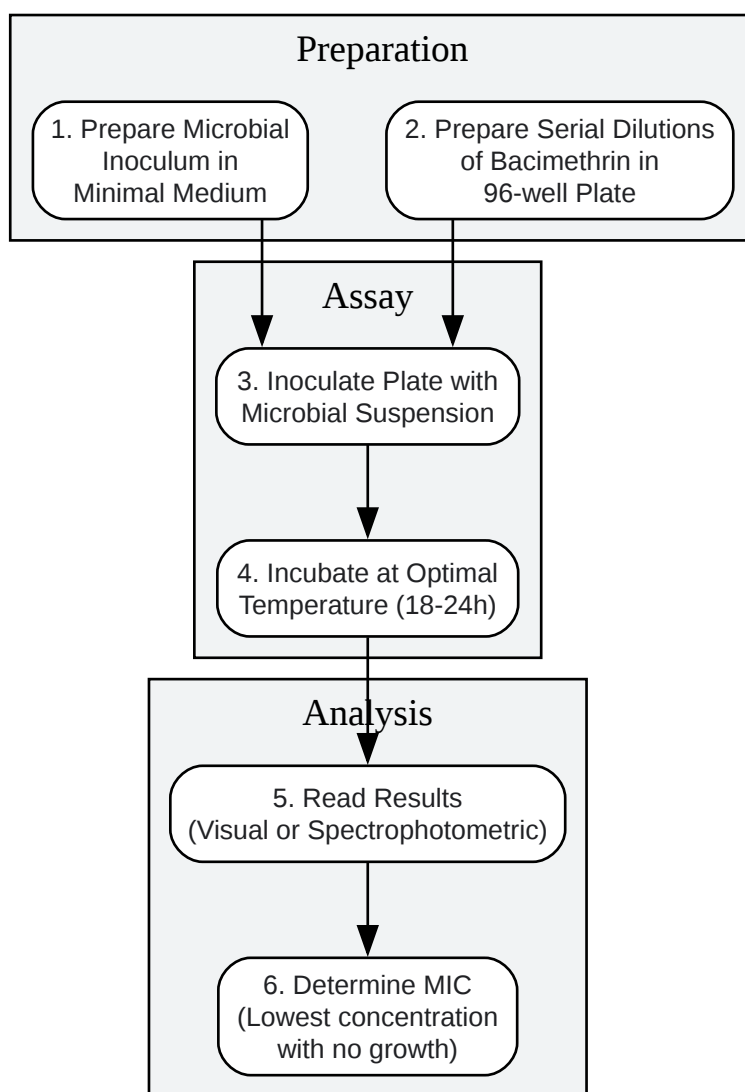 Preparation
1. Prepare Microbial
Inoculum in
Minimal Medium
2. Prepare Serial Dilutions
of Bacimethrin in
96-well Plate
Assay
3. Inoculate Plate with
Microbial Suspension
4. Incubate at Optimal
Temperature (18-24h)
Analysis
5. Read Results
(Visual or Spectrophotometric)
6. Determine MIC
(Lowest concentration
with no growth)